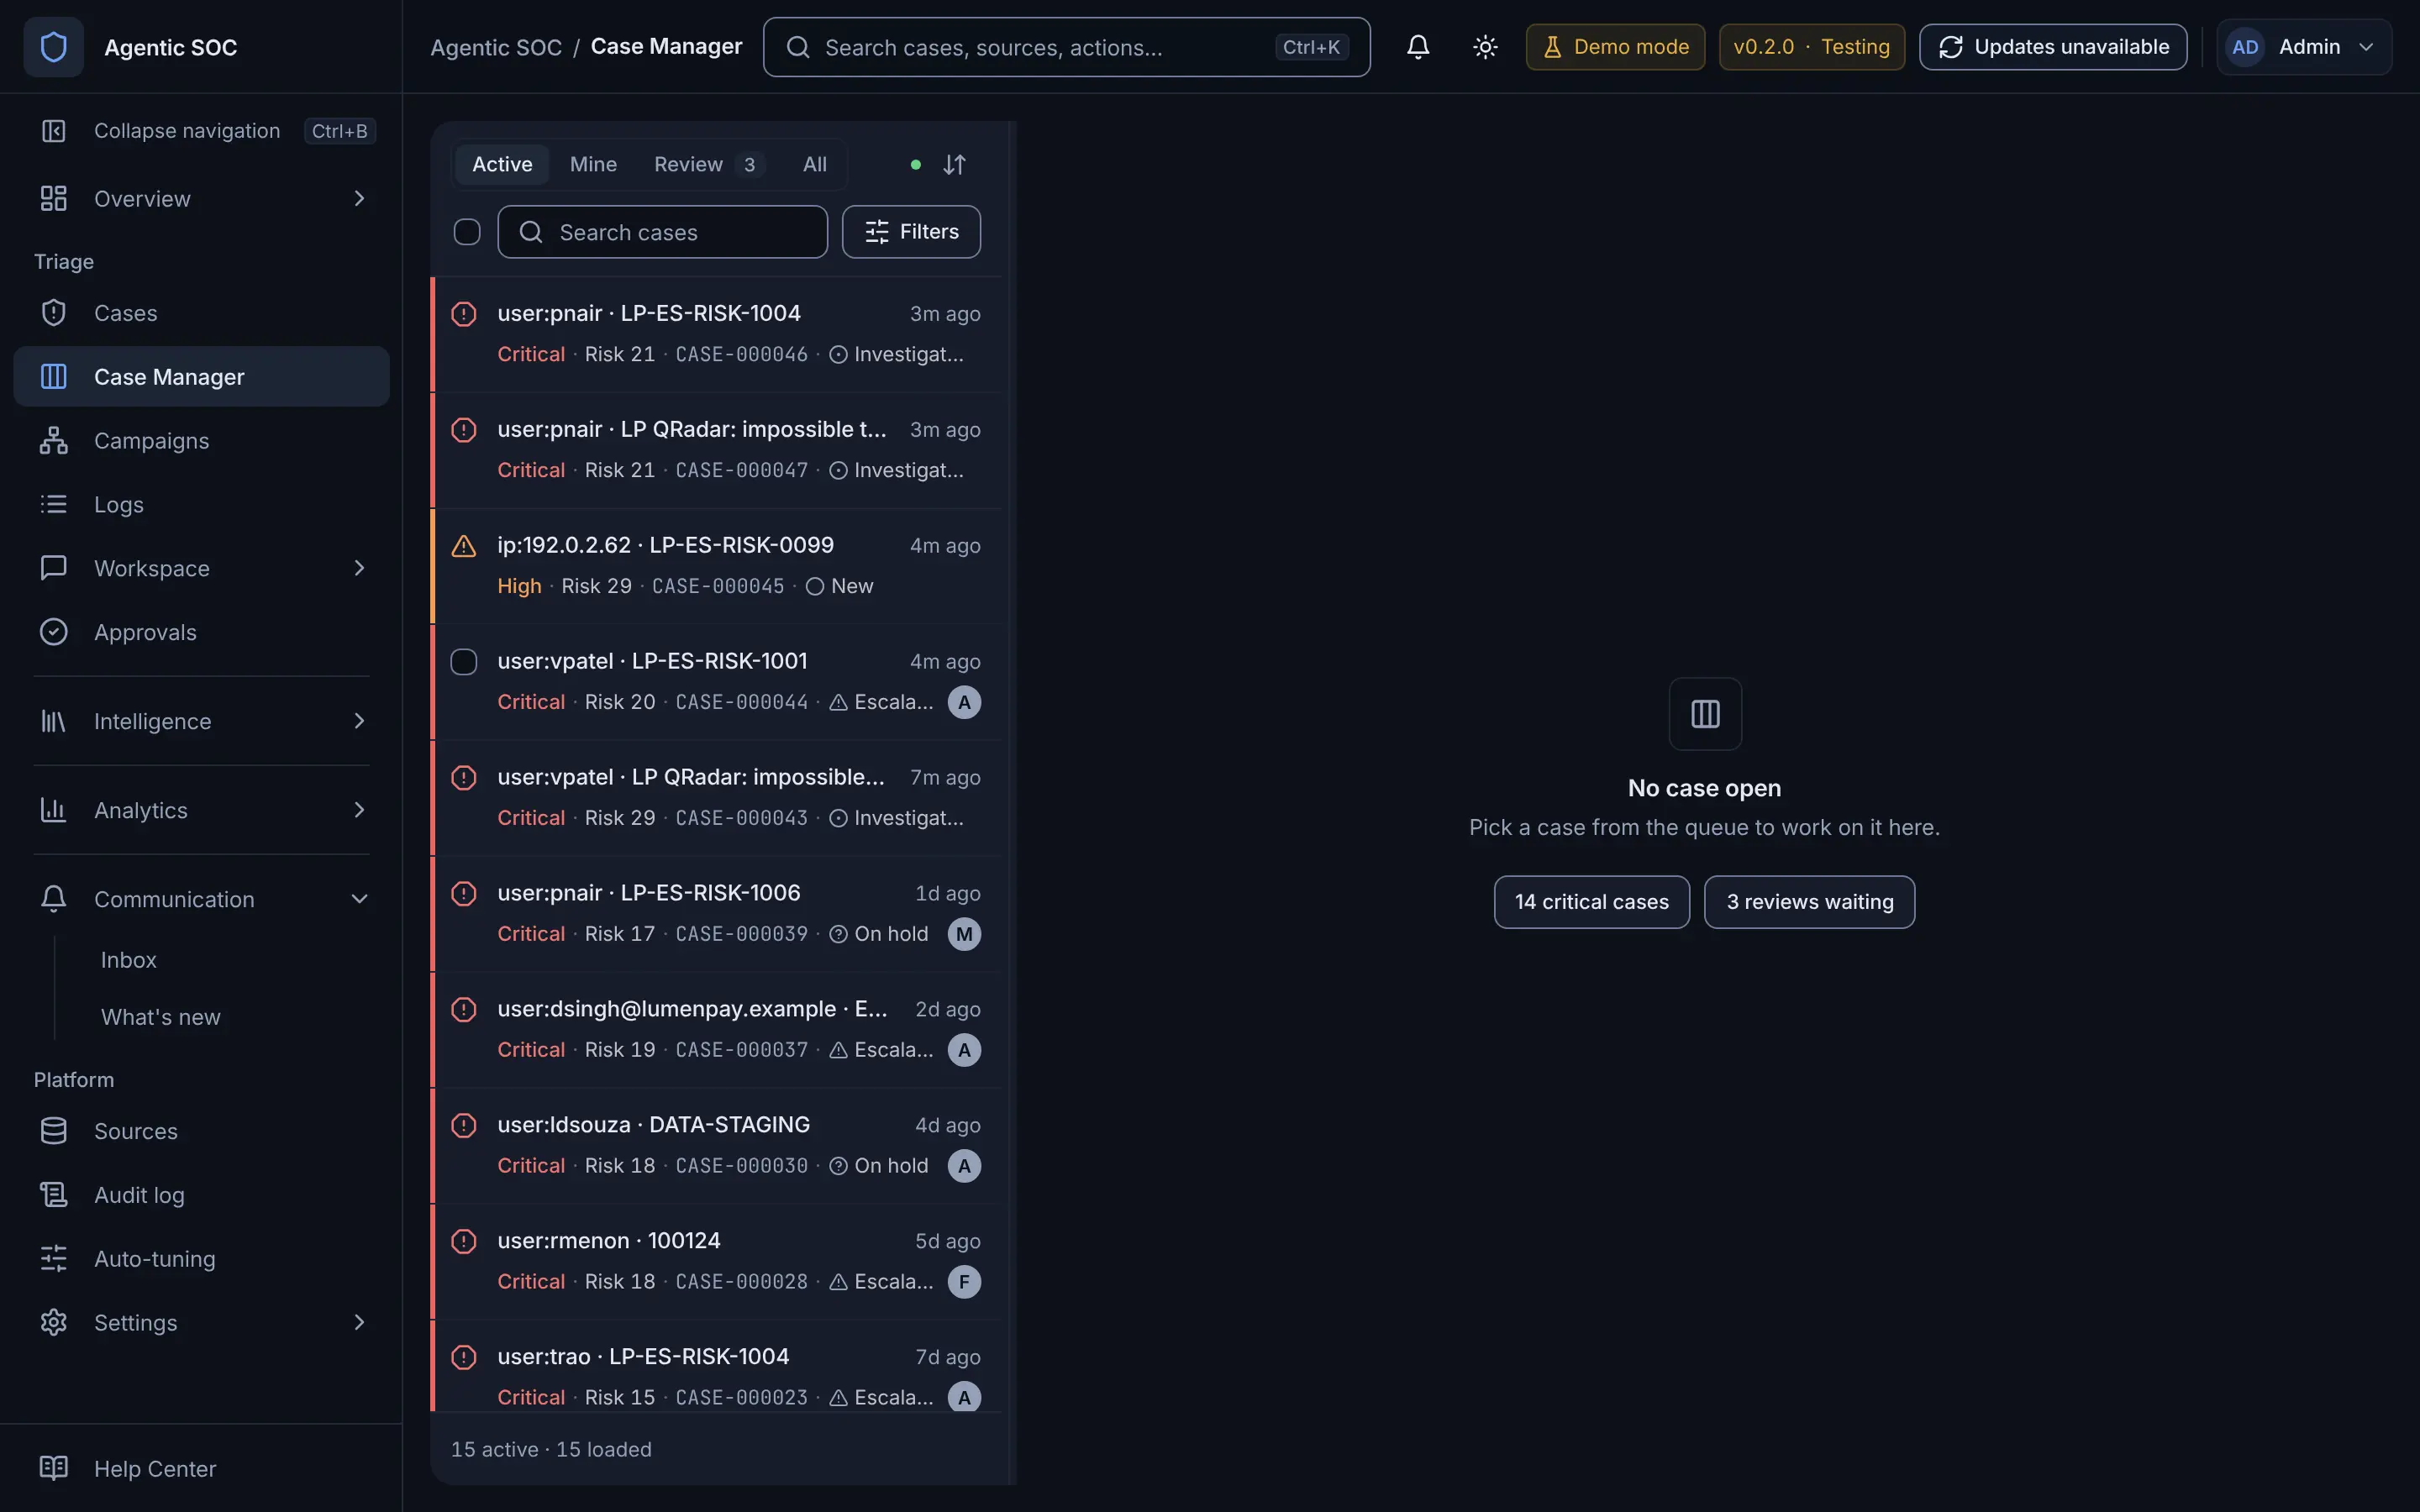 Agentic SOC
Agentic SOC / Case Manager
Search cases, sources, actions...
Ctrl+K
Demo mode
v0.2.0 · Testing
Updates unavailable
AD
Admin
Collapse navigation
Ctrl+B
Overview
Triage
Cases
Case Manager
Campaigns
Logs
Workspace
Approvals
Intelligence
Analytics
Communication
Inbox
What's new
Platform
Sources
Audit log
Auto-tuning
Settings
Help Center
Active
Mine
Review 3
All
Search cases
Filters
user:pnair · LP-ES-RISK-1004 3m ago
Critical · Risk 21 · CASE-000046 · Investigat...
user:pnair · LP QRadar: impossible t... 3m ago
Critical · Risk 21 · CASE-000047 · Investigat...
ip:192.0.2.62 · LP-ES-RISK-0099 4m ago
High · Risk 29 · CASE-000045 · New
user:vpatel · LP-ES-RISK-1001 4m ago
Critical · Risk 20 · CASE-000044 · Escala... A
user:vpatel · LP QRadar: impossible... 7m ago
Critical · Risk 29 · CASE-000043 · Investigat...
user:pnair · LP-ES-RISK-1006 1d ago
Critical · Risk 17 · CASE-000039 · On hold M
user:dsingh@lumenpay.example · E... 2d ago
Critical · Risk 19 · CASE-000037 · Escala... A
user:ldsouza · DATA-STAGING 4d ago
Critical · Risk 18 · CASE-000030 · On hold A
user:rmenon · 100124 5d ago
Critical · Risk 18 · CASE-000028 · Escala... F
user:trao · LP-ES-RISK-1004 7d ago
Critical · Risk 15 · CASE-000023 · Escala... A
15 active · 15 loaded
No case open
Pick a case from the queue to work on it here.
14 critical cases
3 reviews waiting